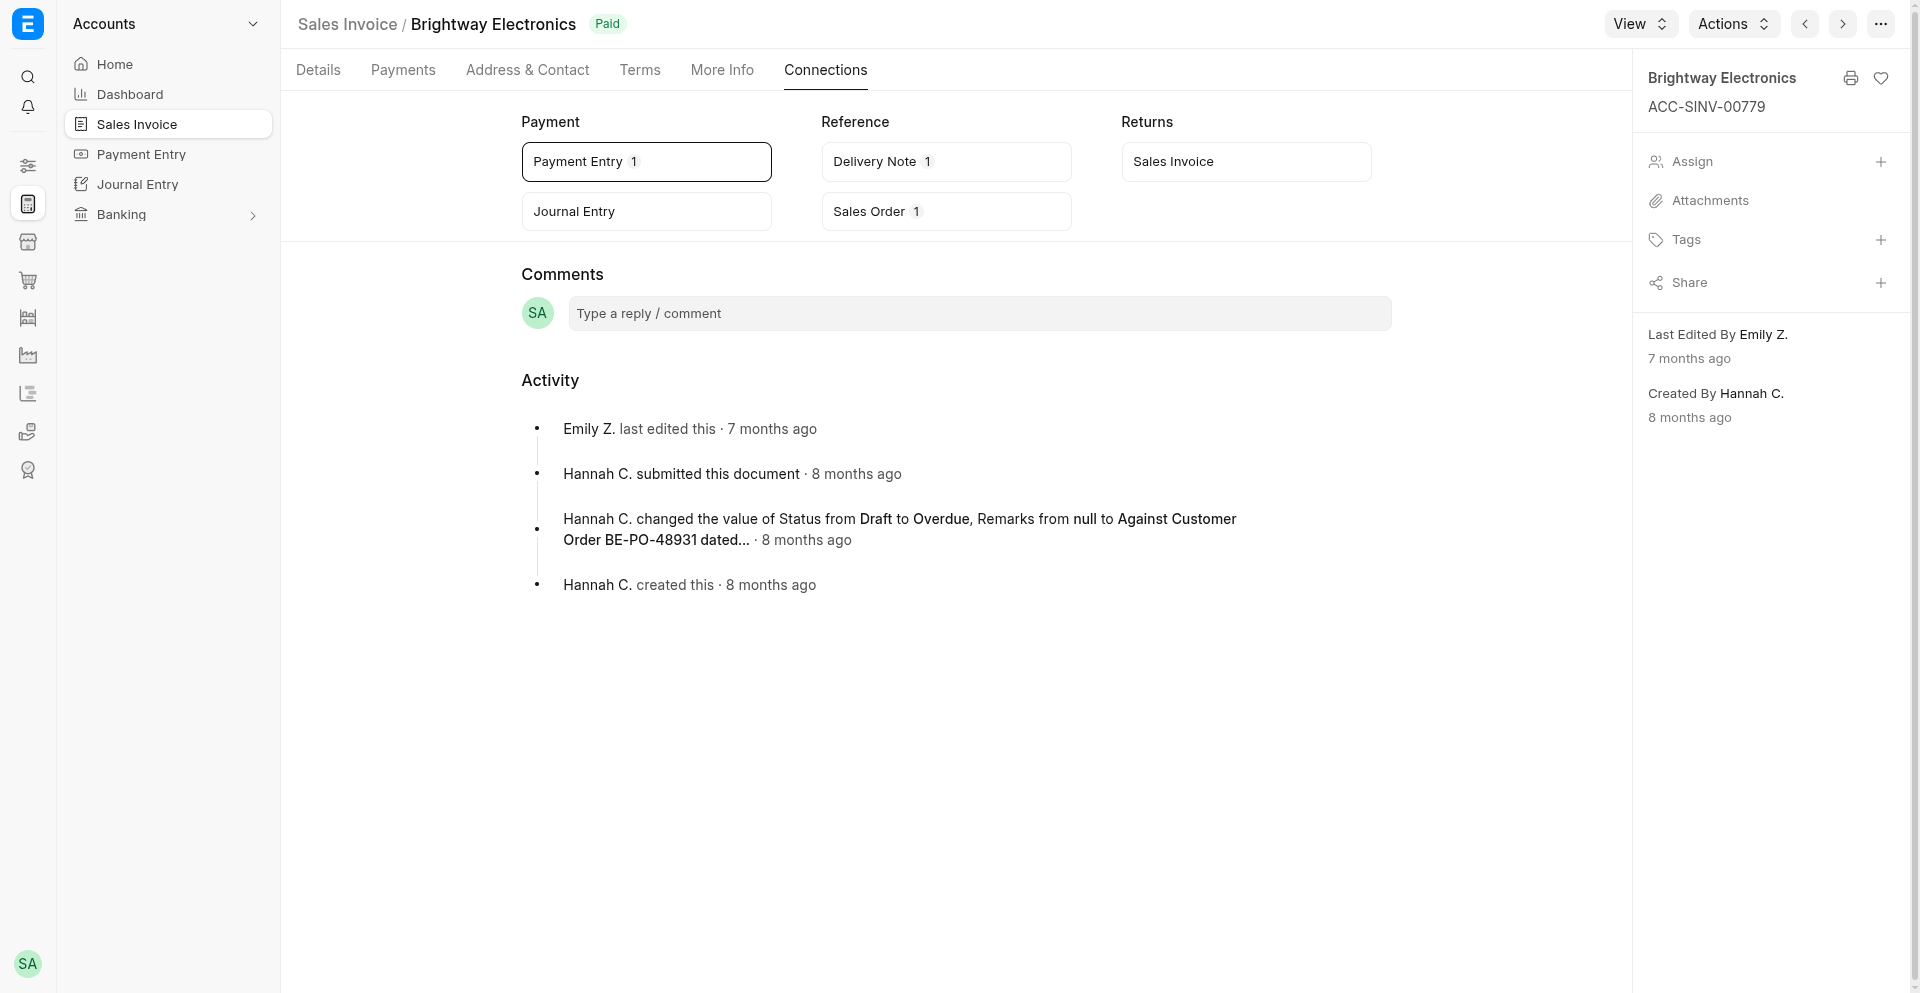 Accounts
Home
Dashboard
Sales Invoice
Payment Entry
Journal Entry
Banking
SA
Sales Invoice / Brightway Electronics Paid
View Actions
Details Payments Address & Contact Terms More Info Connections
Payment Reference Returns
Payment Entry 1 Delivery Note 1 Sales Invoice
Journal Entry Sales Order 1
Comments
SA Type a reply / comment
Activity
Emily Z. last edited this · 7 months ago
Hannah C. submitted this document · 8 months ago
Hannah C. changed the value of Status from Draft to Overdue, Remarks from null to Against Customer
Order BE-PO-48931 dated... · 8 months ago
Hannah C. created this · 8 months ago
Brightway Electronics
ACC-SINV-00779
Assign
Attachments
Tags
Share
Last Edited By Emily Z.
7 months ago
Created By Hannah C.
8 months ago